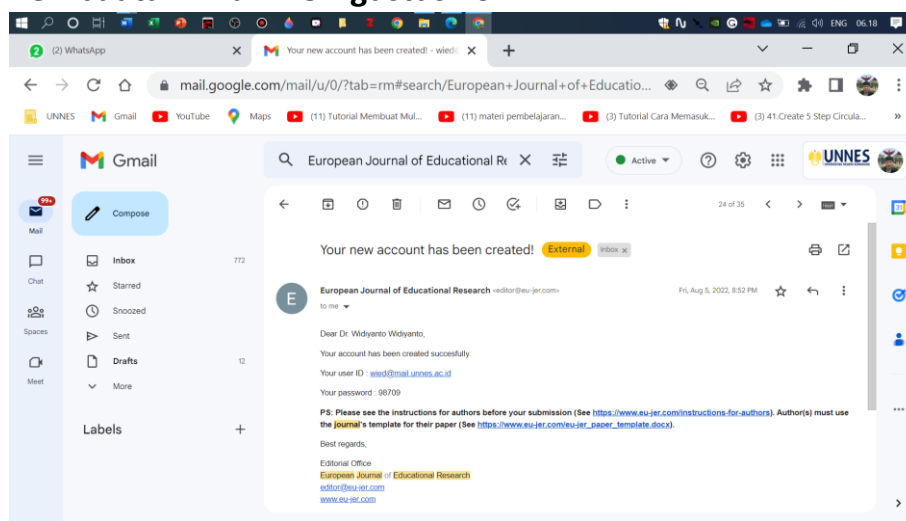 ENG 06.18
(2) WhatsApp
Your new account has been created! - wied
mail.google.com/mail/u/0/?tab=rm#search/European+Journal+of+Educatio...
UNNES Gmail YouTube Maps (11) Tutorial Membuat Mul... (11) materi pembelajaran... (3) Tutorial Cara Memasuk... (3) 41.Create 5 Step Circula...
Gmail
European Journal of Educational Re
Active
UNNES
99+
Mail
Chat
Spaces
Meet
Compose
Inbox 772
Starred
Snoozed
Sent
Drafts 12
More
Labels
24 of 35
Your new account has been created! External Inbox x
European Journal of Educational Research <editor@eu-jer.com> Fri, Aug 5, 2022, 8:52 PM
to me
Dear Dr. Widiyanto Widiyanto,
Your account has been created succesfully.
Your user ID : wied@mail.unnes.ac.id
Your password : 98709
PS: Please see the instructions for authors before your submission (See https://www.eu-jer.com/instructions-for-authors). Author(s) must use
the journal's template for their paper (See https://www.eu-jer.com/eu-jer_paper_template.docx).
Best regards,
Editorial Office
European Journal of Educational Research
editor@eu-jer.com
www.eu-jer.com